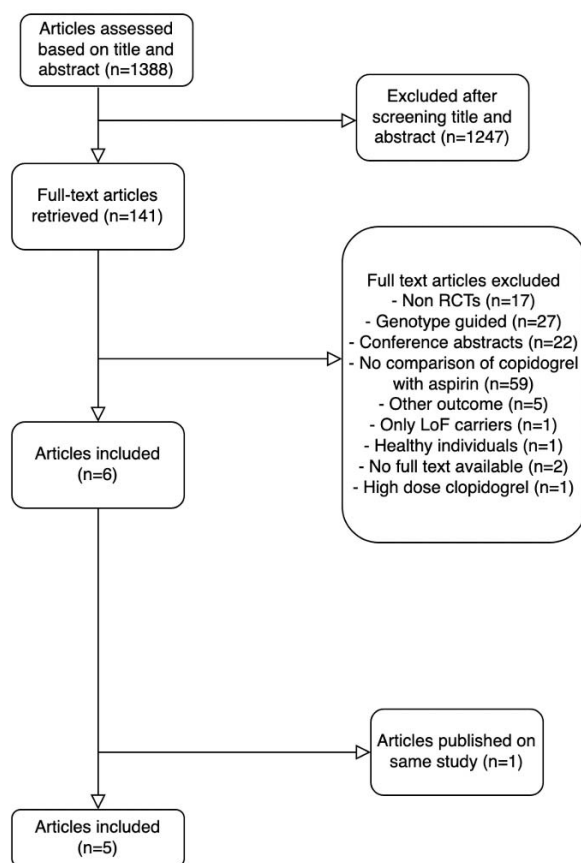 Articles assessed
based on title and
abstract (n=1388)
Excluded after
screening title and
abstract (n=1247)
Full-text articles
retrieved (n=141)
Full text articles excluded
- Non RCTs (n=17)
- Genotype guided (n=27)
- Conference abstracts (n=22)
- No comparison of copidogrel
with aspirin (n=59)
- Other outcome (n=5)
- Only LoF carriers (n=1)
- Healthy individuals (n=1)
- No full text available (n=2)
- High dose clopidogrel (n=1)
Articles included
(n=6)
Articles published on
same study (n=1)
Articles included
(n=5)